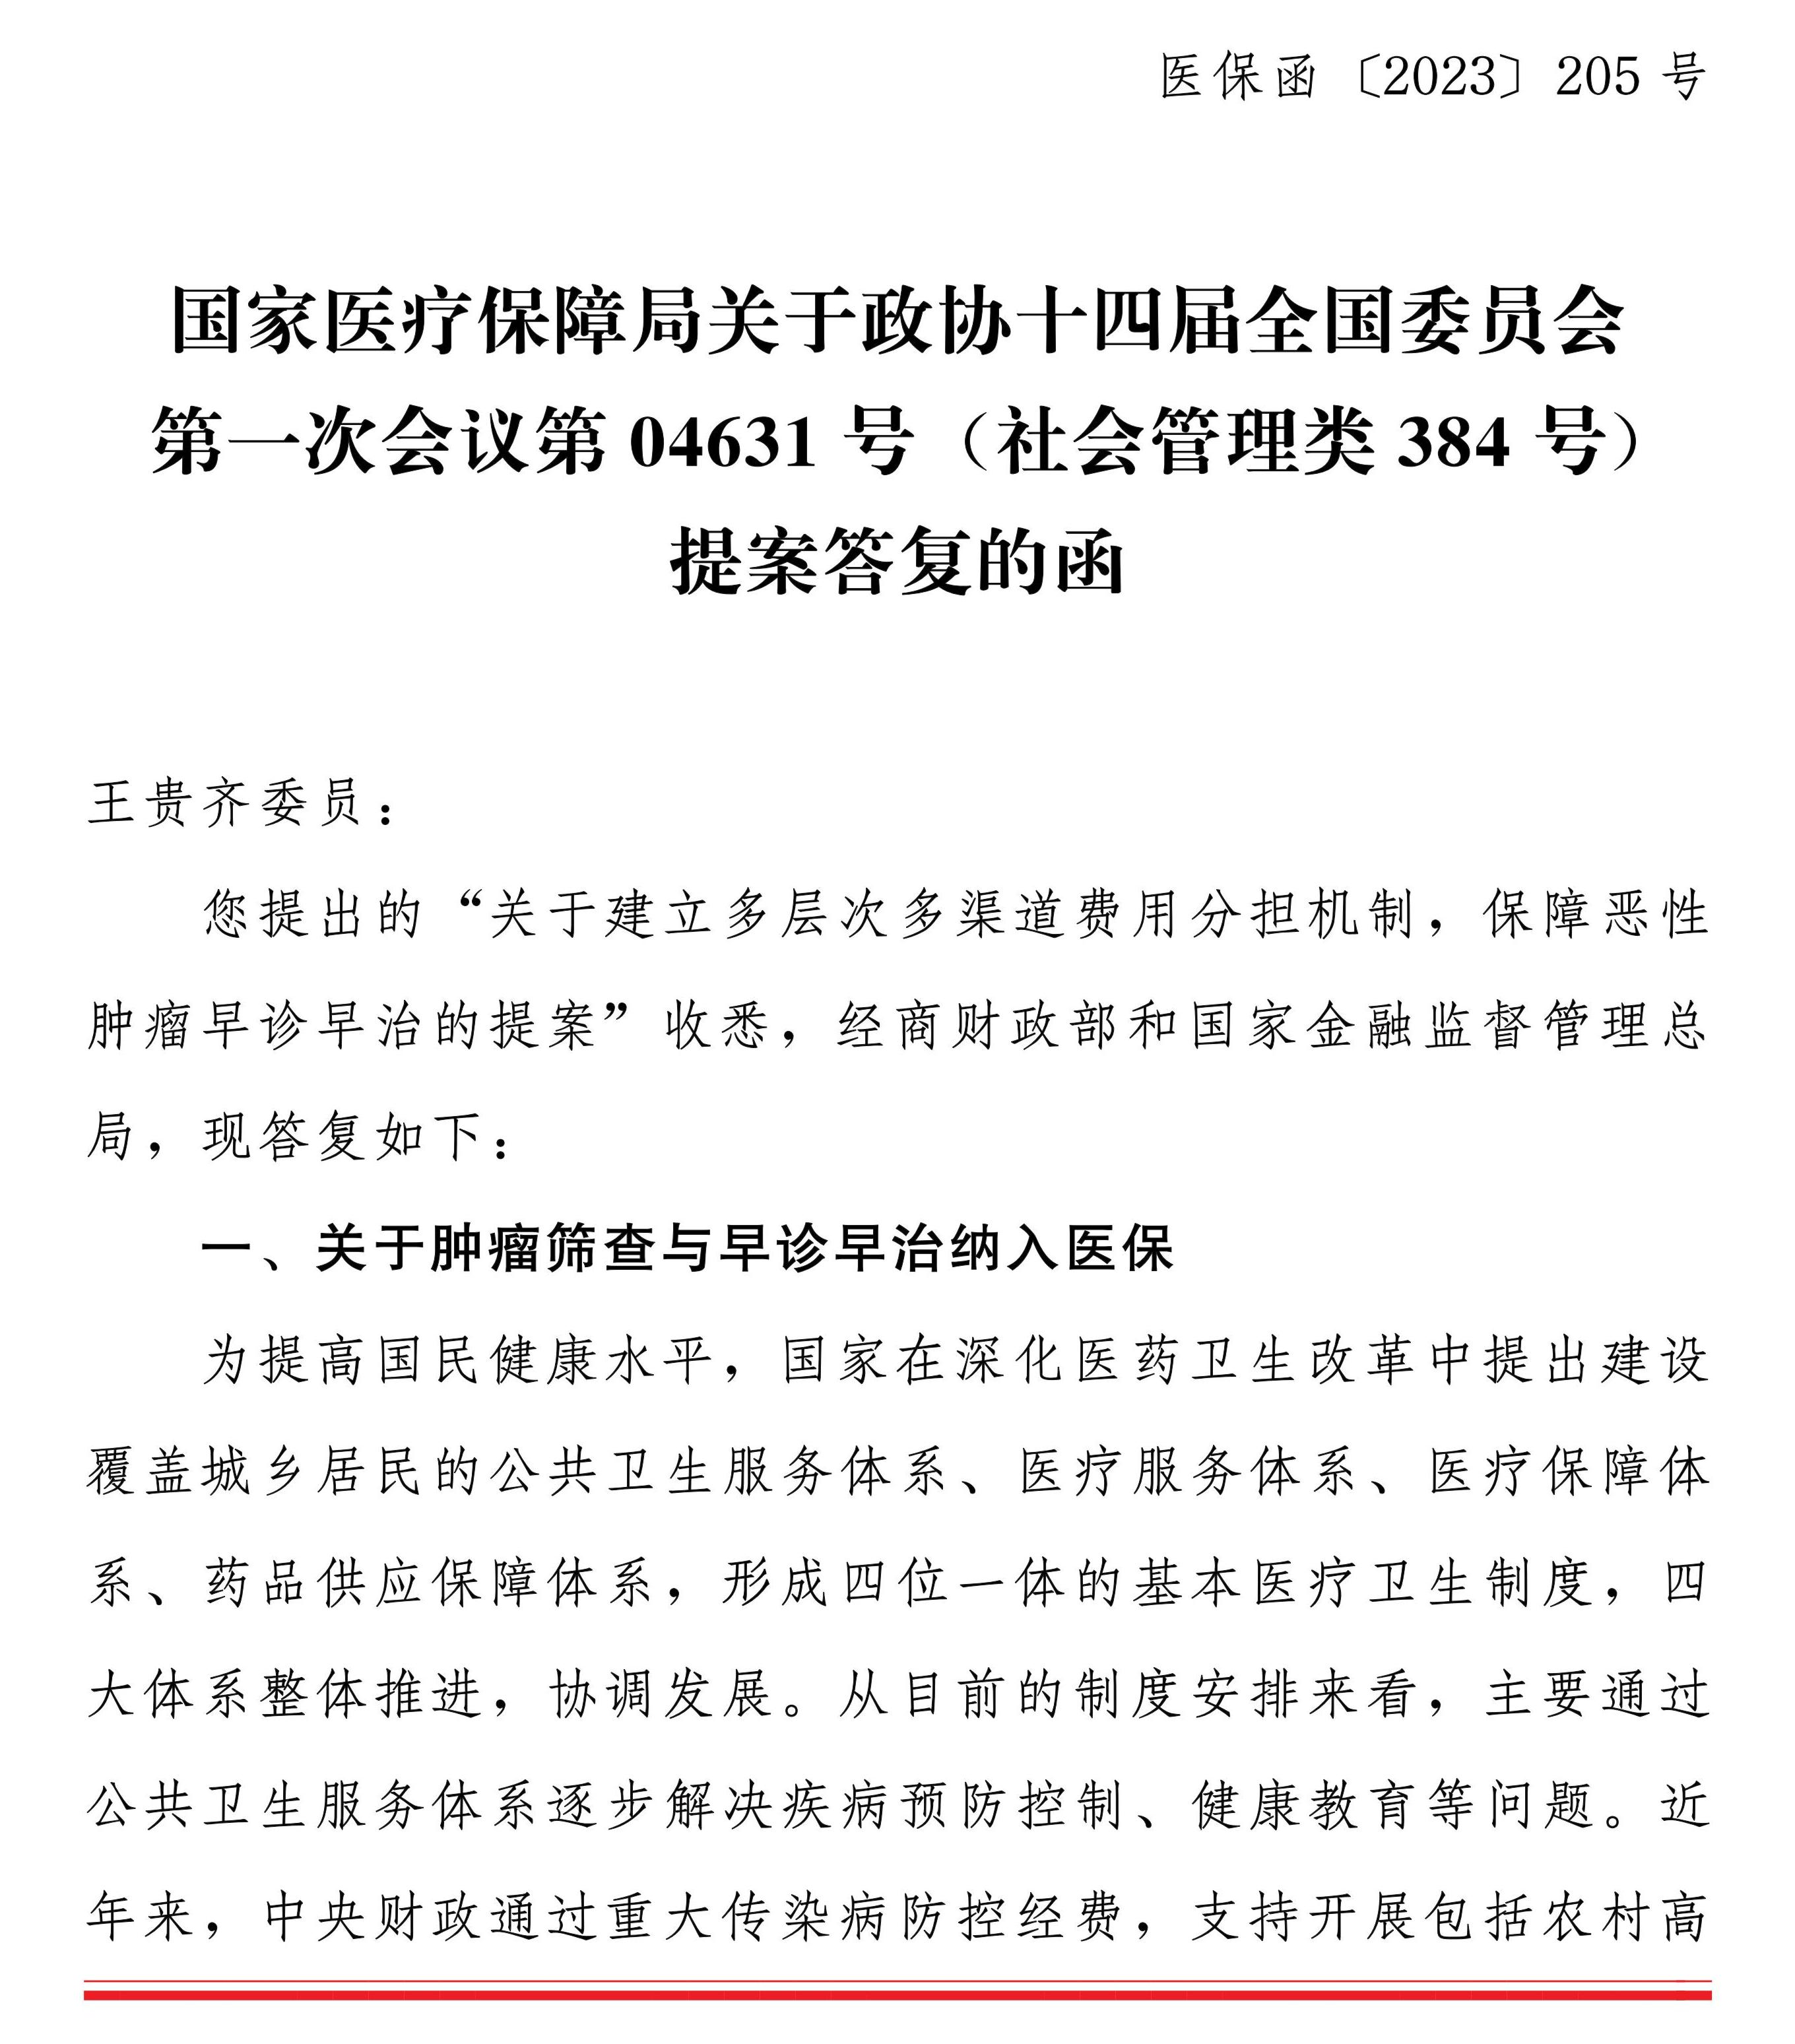 医保函〔2023〕205 号
国家医疗保障局关于政协十四届全国委员会
第一次会议第 04631 号（社会管理类 384 号）
提案答复的函
王贵齐委员：
您提出的“关于建立多层次多渠道费用分担机制，保障恶性
肿瘤早诊早治的提案”收悉，经商财政部和国家金融监督管理总
局，现答复如下：
一、关于肿瘤筛查与早诊早治纳入医保
为提高国民健康水平，国家在深化医药卫生改革中提出建设
覆盖城乡居民的公共卫生服务体系、医疗服务体系、医疗保障体
系、药品供应保障体系，形成四位一体的基本医疗卫生制度，四
大体系整体推进，协调发展。从目前的制度安排来看，主要通过
公共卫生服务体系逐步解决疾病预防控制、健康教育等问题。近
年来，中央财政通过重大传染病防控经费，支持开展包括农村高